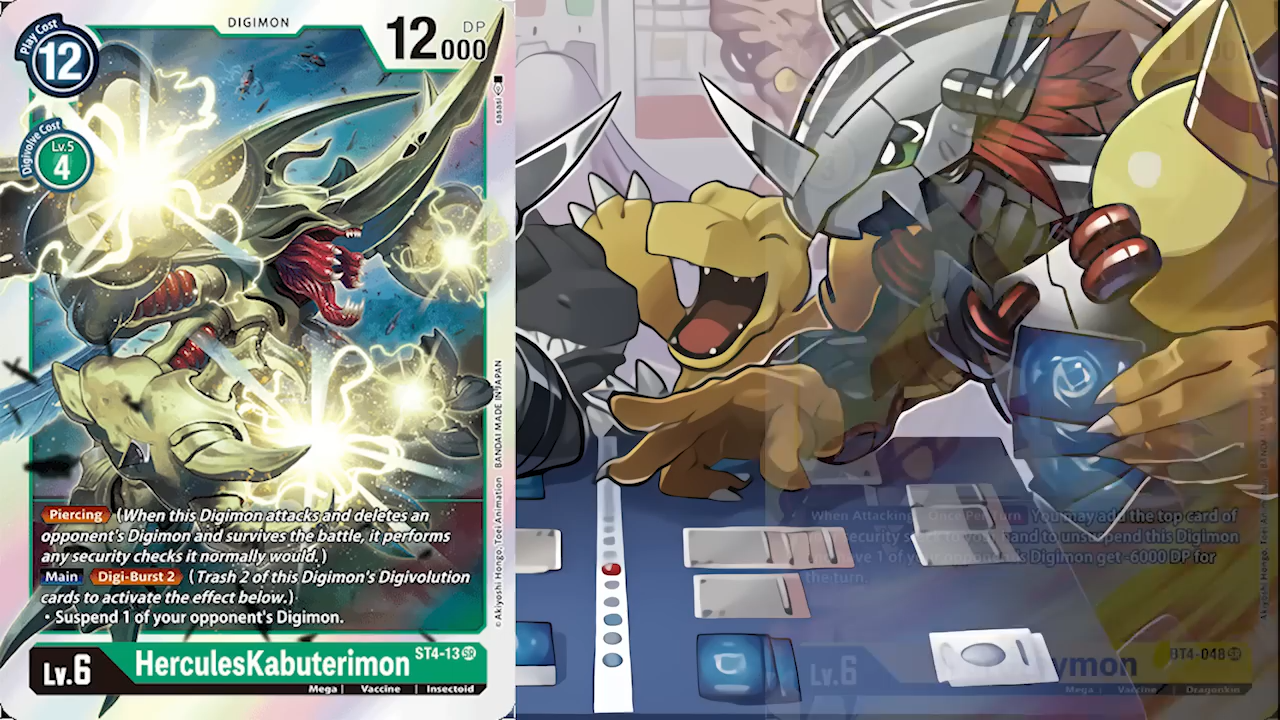 Play Cost
12
DIGIMON
12000
DP
Digivolve Cost
Lv.5
4
sasasi
Piercing (When this Digimon attacks and deletes an
opponent's Digimon and survives the battle, it performs
any security checks it normally would.)
Main Digi-Burst 2 (Trash 2 of this Digimon's Digivolution
cards to activate the effect below.)
• Suspend 1 of your opponent's Digimon.
© Akiyoshi Hongo, Toei Animation BANDAI MADE IN JAPAN
Lv.6
HerculesKabuterimon
ST4-13 SR
Mega | Vaccine | Insectoid
When Attacking Once Per Turn You may add the top card of
security to your hand to unsuspend this Digimon
1 of your opponent's Digimon get -6000 DP for
the turn.
Lv.6
ymon
BT4-048 SR
Mega | Vaccine | Dragonkin